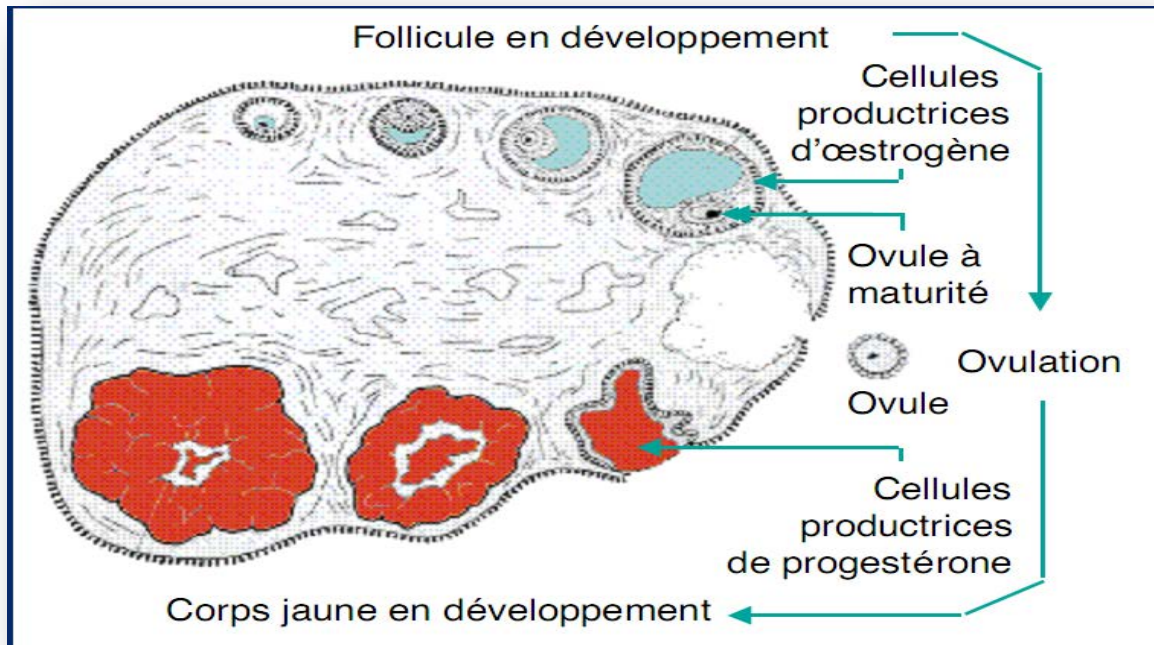 Follicule en développement
Cellules
productrices
d'œstrogène
Ovule à
maturité
Ovulation
Ovule
Cellules
productrices
de progestérone
Corps jaune en développement